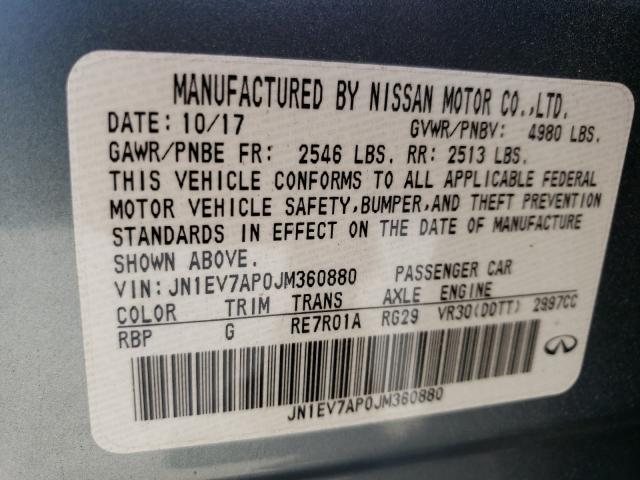 MANUFACTURED BY NISSAN MOTOR CO.,LTD.
DATE: 10/17 GVWR/PNBV: 4980 LBS.
GAWR/PNBE FR: 2546 LBS. RR: 2513 LBS.
THIS VEHICLE CONFORMS TO ALL APPLICABLE FEDERAL
MOTOR VEHICLE SAFETY,BUMPER,AND THEFT PREVENTION
STANDARDS IN EFFECT ON THE DATE OF MANUFACTURE
SHOWN ABOVE.
VIN: JN1EV7AP0JM360880 PASSENGER CAR
COLOR TRIM TRANS AXLE ENGINE
RBP G RE7R01A RG29 VR30(DDTT) 2997CC
JN1EV7AP0JM360880